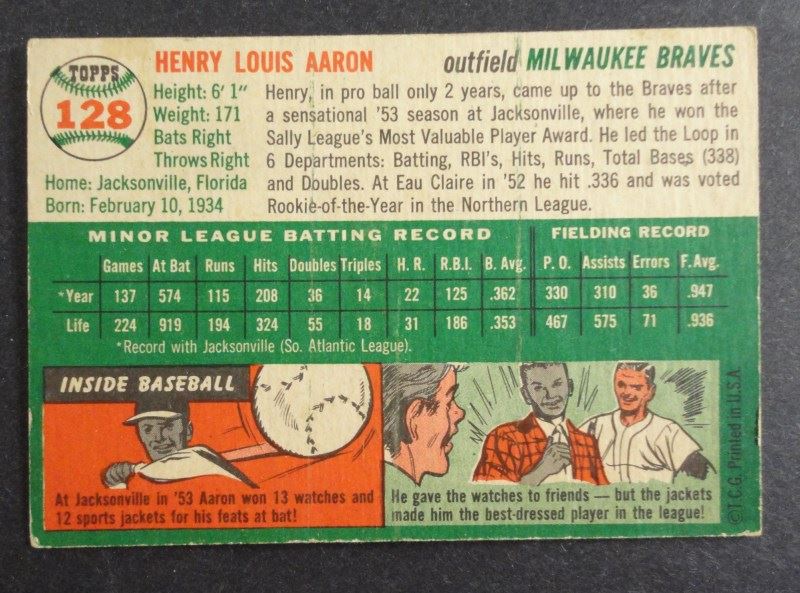 TOPPS
128
HENRY LOUIS AARON outfield MILWAUKEE BRAVES
Height: 6' 1"
Weight: 171
Bats Right
Throws Right
Home: Jacksonville, Florida
Born: February 10, 1934
Henry, in pro ball only 2 years, came up to the Braves after
a sensational '53 season at Jacksonville, where he won the
Sally League's Most Valuable Player Award. He led the Loop in
6 Departments: Batting, RBI's, Hits, Runs, Total Bases (338)
and Doubles. At Eau Claire in '52 he hit .336 and was voted
Rookie-of-the-Year in the Northern League.
MINOR LEAGUE BATTING RECORD FIELDING RECORD
Games At Bat Runs Hits Doubles Triples H. R. R.B.I. B. Avg. P. O. Assists Errors F. Avg.
*Year 137 574 115 208 36 14 22 125 .362 330 310 36 .947
Life 224 919 194 324 55 18 31 186 .353 467 575 71 .936
*Record with Jacksonville (So. Atlantic League).
INSIDE BASEBALL
At Jacksonville in '53 Aaron won 13 watches and
12 sports jackets for his feats at bat!
He gave the watches to friends — but the jackets
made him the best-dressed player in the league!
©T.C.G. Printed in U.S.A.